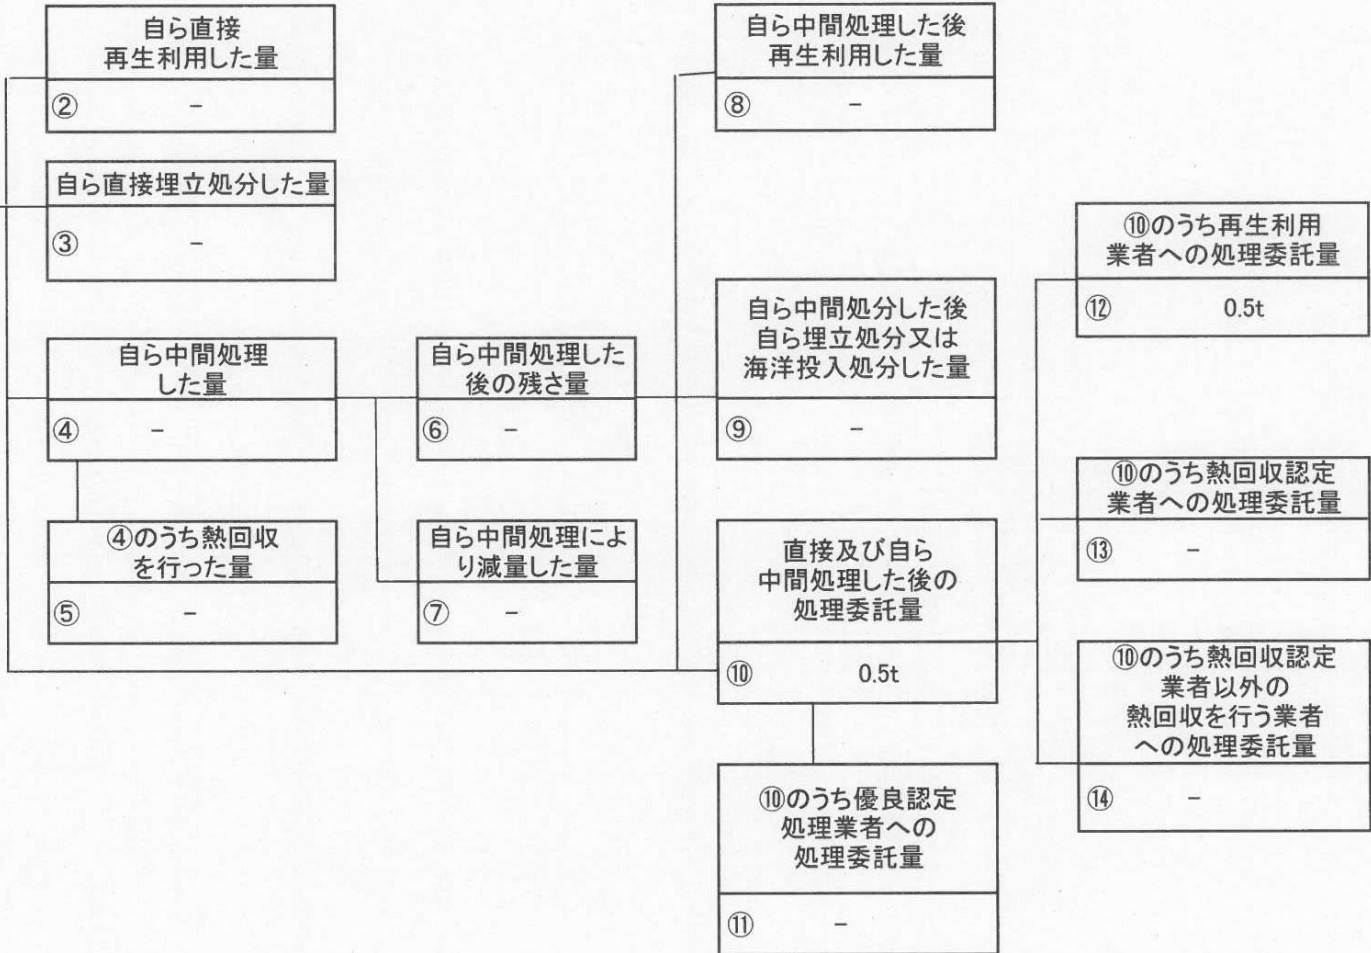 自ら直接
再生利用した量
② －
自ら直接埋立処分した量
③ －
自ら中間処理
した量
④ －
④のうち熱回収
を行った量
⑤ －
自ら中間処理した
後の残さ量
⑥ －
自ら中間処理によ
り減量した量
⑦ －
自ら中間処理した後
再生利用した量
⑧ －
自ら中間処分した後
自ら埋立処分又は
海洋投入処分した量
⑨ －
直接及び自ら
中間処理した後の
処理委託量
⑩ 0.5t
⑩のうち優良認定
処理業者への
処理委託量
⑪ －
⑩のうち再生利用
業者への処理委託量
⑫ 0.5t
⑩のうち熱回収認定
業者への処理委託量
⑬ －
⑩のうち熱回収認定
業者以外の
熱回収を行う業者
への処理委託量
⑭ －